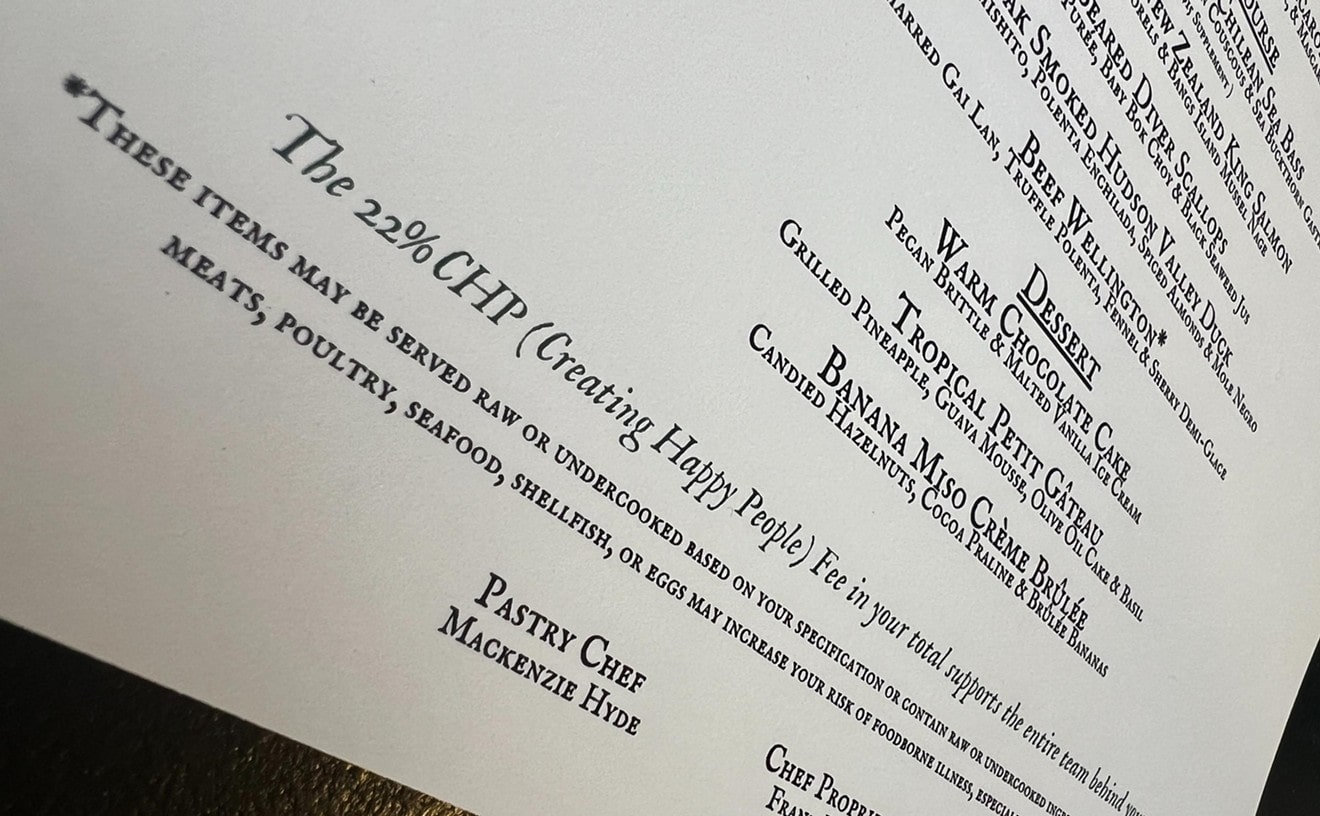 & Mascar
Course
Chilean Sea Bass
Couscous & Sea Buckthorn Gast
Supplement)
New Zealand King Salmon
& Bangs Island Mussel Nage
Diver Scallops
Purée, Baby Bok Choy & Black Seaweed Jus
Smoked Hudson Valley Duck
Polenta Enchilada, Spiced Almonds & Mole Negro
Beef Wellington*
Gai Lan, Truffle Polenta, Fennel & Sherry Demi-Glace
Dessert
Warm Chocolate Cake
Pecan Brittle & Malted Vanilla Ice Cream
Tropical Petit Gâteau
Grilled Pineapple, Guava Mousse, Olive Oil Cake & Basil
Banana Miso Crème Brûlée
Candied Hazelnuts, Cocoa Praline & Brûlée Bananas
The 22% CHP (Creating Happy People) Fee in your total supports the entire team behind
*These items may be served raw or undercooked based on your specification or contain raw or undercooked
meats, poultry, seafood, shellfish, or eggs may increase your risk of foodborne illness,
Pastry Chef
Mackenzie Hyde
Chef